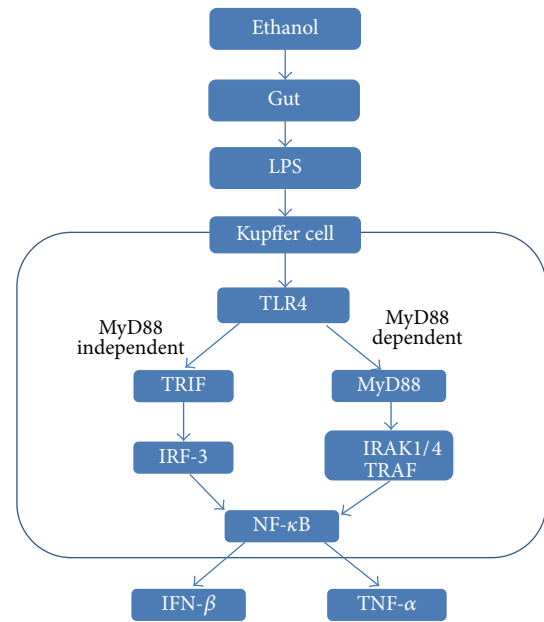 Ethanol
Gut
LPS
Kupffer cell
TLR4
MyD88
independent
MyD88
dependent
TRIF
MyD88
IRF-3
IRAK1/4
TRAF
NF-κB
IFN-β
TNF-α